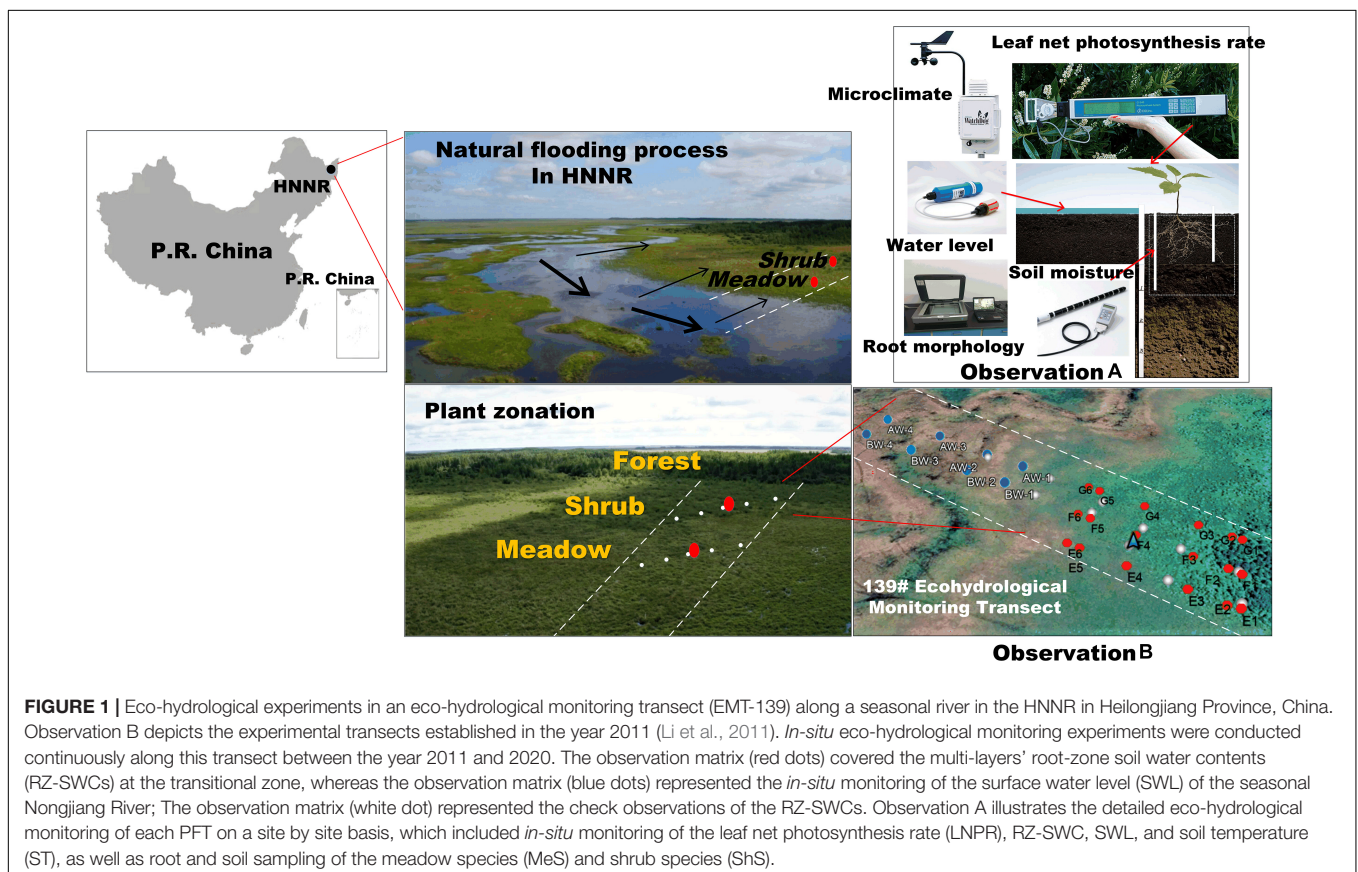 HNNR
P.R. China
P.R. China
Natural flooding process
In HNNR
Shrub
Meadow
Leaf net photosynthesis rate
Microclimate
WatchDog
Water level
Soil moisture
Root morphology
Observation A
Plant zonation
Forest
Shrub
Meadow
AW-4
BW-4
AW-3
BW-3
AW-2
AW-1
BW-2
BW-1
G6
G5
G4
F6
F5
G3
G2
G1
F4
A
E6
E5
F3
E4
F2
F1
E3
E2
E1
139# Ecohydrological
Monitoring Transect
Observation B
FIGURE 1 | Eco-hydrological experiments in an eco-hydrological monitoring transect (EMT-139) along a seasonal river in the HNNR in Heilongjiang Province, China.
Observation B depicts the experimental transects established in the year 2011 (Li et al., 2011). In-situ eco-hydrological monitoring experiments were conducted
continuously along this transect between the year 2011 and 2020. The observation matrix (red dots) covered the multi-layers' root-zone soil water contents
(RZ-SWCs) at the transitional zone, whereas the observation matrix (blue dots) represented the in-situ monitoring of the surface water level (SWL) of the seasonal
Nongjiang River; The observation matrix (white dot) represented the check observations of the RZ-SWCs. Observation A illustrates the detailed eco-hydrological
monitoring of each PFT on a site by site basis, which included in-situ monitoring of the leaf net photosynthesis rate (LNPR), RZ-SWC, SWL, and soil temperature
(ST), as well as root and soil sampling of the meadow species (MeS) and shrub species (ShS).